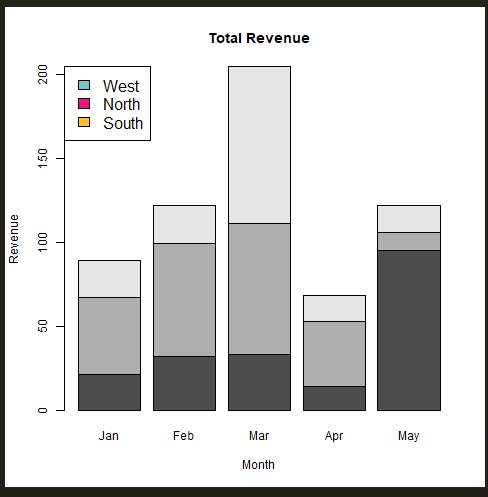 Total Revenue
West
North
South
Revenue
200
150
100
50
0
Jan Feb Mar Apr May
Month